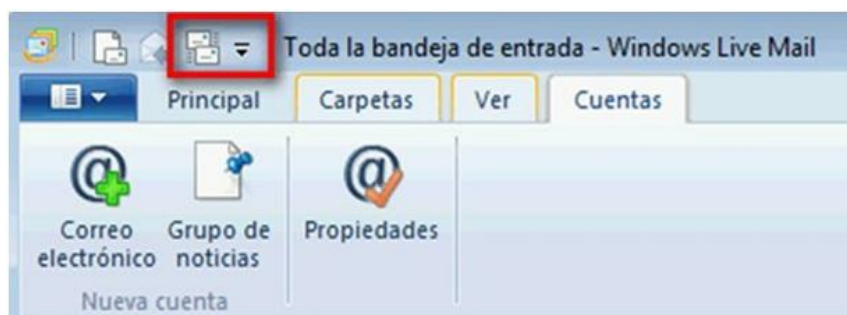 Toda la bandeja de entrada - Windows Live Mail
Principal Carpetas Ver Cuentas
Correo electrónico
Grupo de noticias
Propiedades
Nueva cuenta